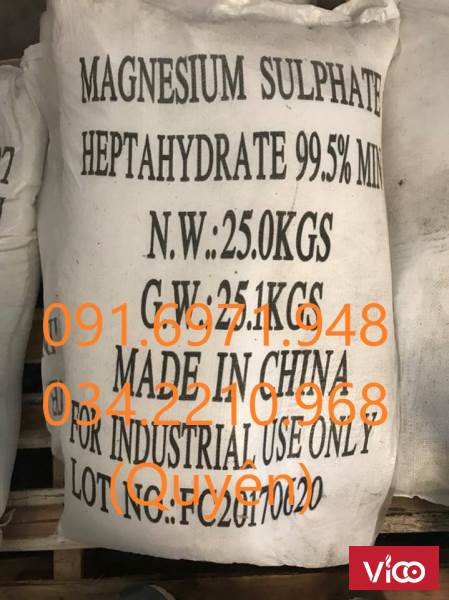 MAGNESIUM SULPHATE
HEPTAHYDRATE 99.5% MIN
N.W.:25.0KGS
G.W.:25.1KGS
091.6971.948
MADE IN CHINA
034.2210.968
FOR INDUSTRIAL USE ONLY
(Quyên)
LOT NO.:FC20170620
ViCO